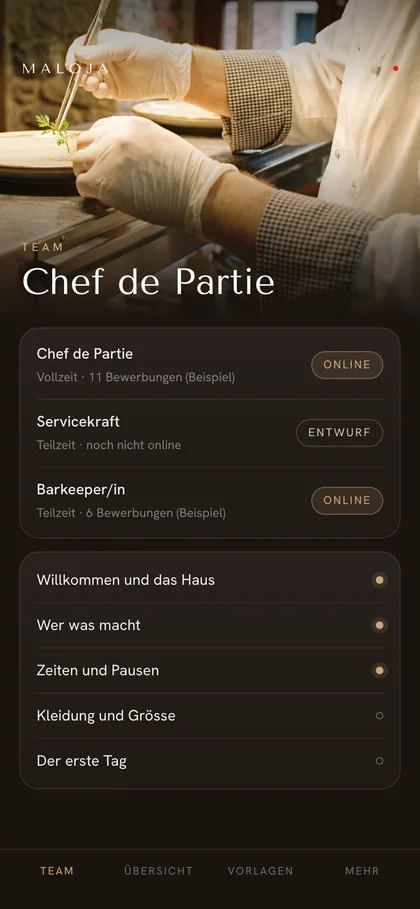 MALOJA
TEAM
Chef de Partie
Chef de Partie
Vollzeit · 11 Bewerbungen (Beispiel)
ONLINE
Servicekraft
Teilzeit · noch nicht online
ENTWURF
Barkeeper/in
Teilzeit · 6 Bewerbungen (Beispiel)
ONLINE
Willkommen und das Haus
Wer was macht
Zeiten und Pausen
Kleidung und Grösse
Der erste Tag
TEAM ÜBERSICHT VORLAGEN MEHR